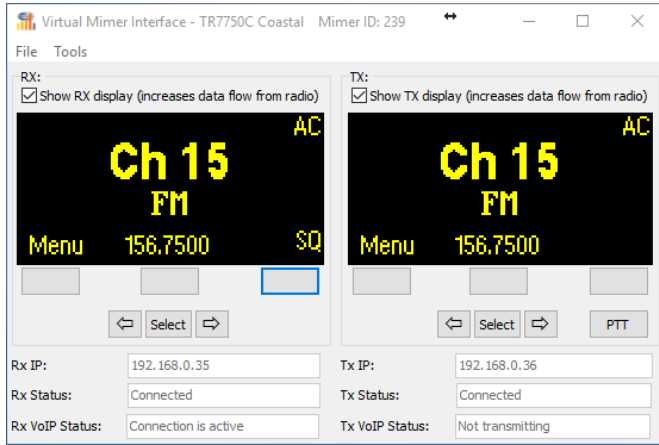 Virtual Mimer Interface - TR7750C Coastal Mimer ID: 239
File Tools
RX:
Show RX display (increases data flow from radio)
AC
Ch 15
FM
Menu 156.7500 SQ
Select
Rx IP: 192.168.0.35
Rx Status: Connected
Rx VoIP Status: Connection is active
TX:
Show TX display (increases data flow from radio)
AC
Ch 15
FM
Menu 156.7500
Select PTT
Tx IP: 192.168.0.36
Tx Status: Connected
Tx VoIP Status: Not transmitting